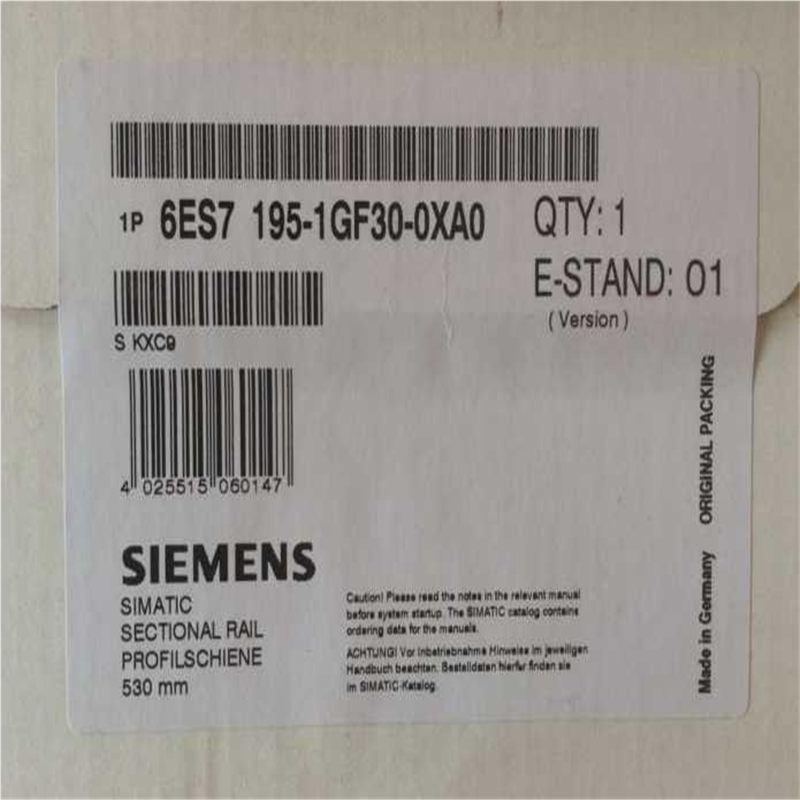 1P 6ES7 195-1GF30-0XA0
QTY: 1
E-STAND: 01
(Version)
S KXC9
4 025515 060147
SIEMENS
SIMATIC
SECTIONAL RAIL
PROFILSCHIENE
530 mm
Caution! Please read the notes in the relevant manual
before system startup. The SIMATIC catalog contains
ordering data for the manuals.
ACHTUNG! Vor Inbetriebnahme Hinweise im jeweiligen
Handbuch beachten. Bestelldaten hierfür finden sie
im SIMATIC-Katalog.
Made in Germany ORIGINAL PACKING